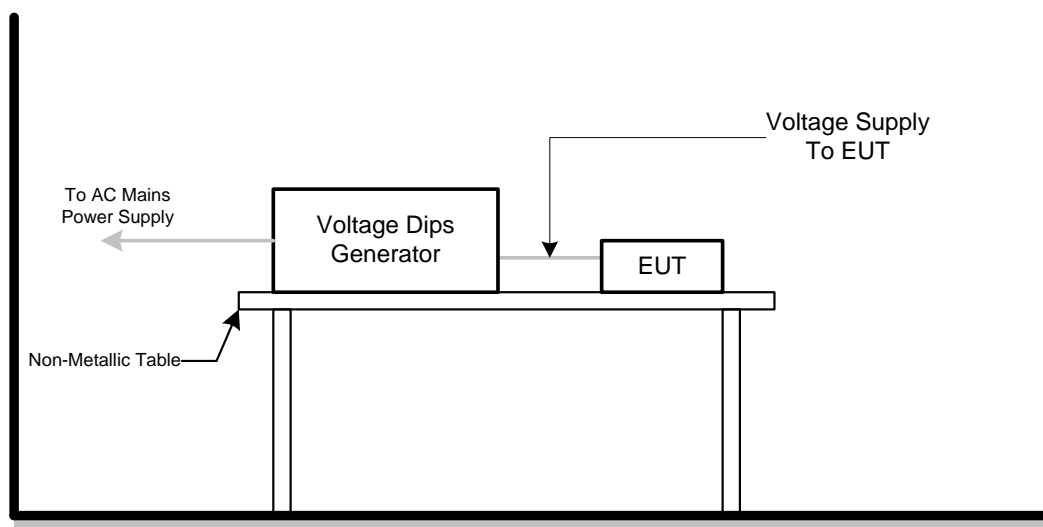 Voltage Supply
To EUT
To AC Mains
Power Supply
Voltage Dips
Generator
EUT
Non-Metallic Table